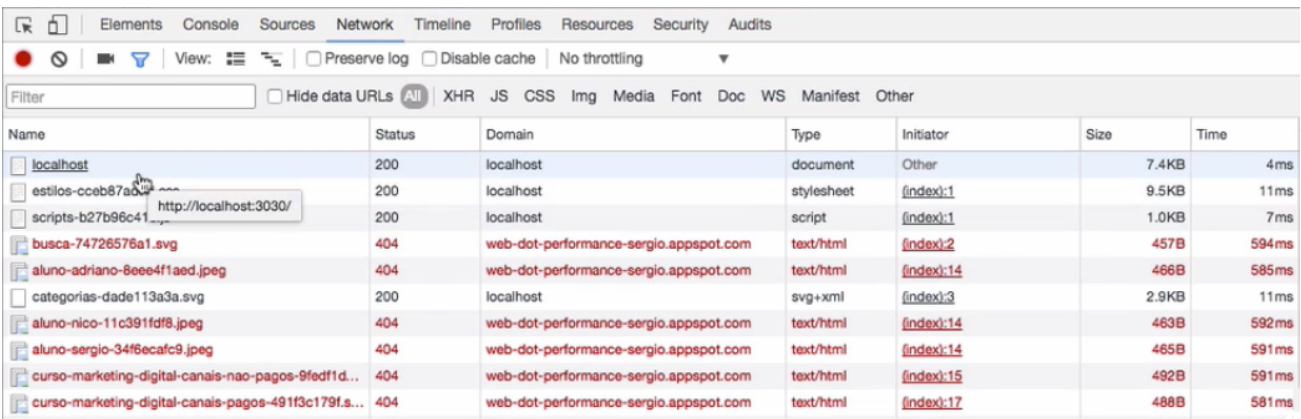 Elements Console Sources Network Timeline Profiles Resources Security Audits
View: Preserve log Disable cache No throttling
Filter Hide data URLs All XHR JS CSS Img Media Font Doc WS Manifest Other
Name Status Domain Type Initiator Size Time
localhost 200 localhost document Other 7.4KB 4ms
200 localhost stylesheet (index):1 9.5KB 11ms
http://localhost:3030/
200 localhost script (index):1 1.0KB 7ms
busca-74726576a1.svg 404 web-dot-performance-sergio.appspot.com text/html (index):2 457B 594ms
aluno-adriano-8eee4f1aed.jpeg 404 web-dot-performance-sergio.appspot.com text/html (index):14 466B 585ms
categorias-dade113a3a.svg 200 localhost svg+xml (index):3 2.9KB 11ms
aluno-nico-11c391fdf8.jpeg 404 web-dot-performance-sergio.appspot.com text/html (index):14 463B 592ms
aluno-sergio-34f6ecafc9.jpeg 404 web-dot-performance-sergio.appspot.com text/html (index):14 465B 591ms
curso-marketing-digital-canais-nao-pagos-9fedf1d... 404 web-dot-performance-sergio.appspot.com text/html (index):15 492B 591ms
curso-marketing-digital-canais-pagos-491f3c179f.s... 404 web-dot-performance-sergio.appspot.com text/html (index):17 488B 581ms